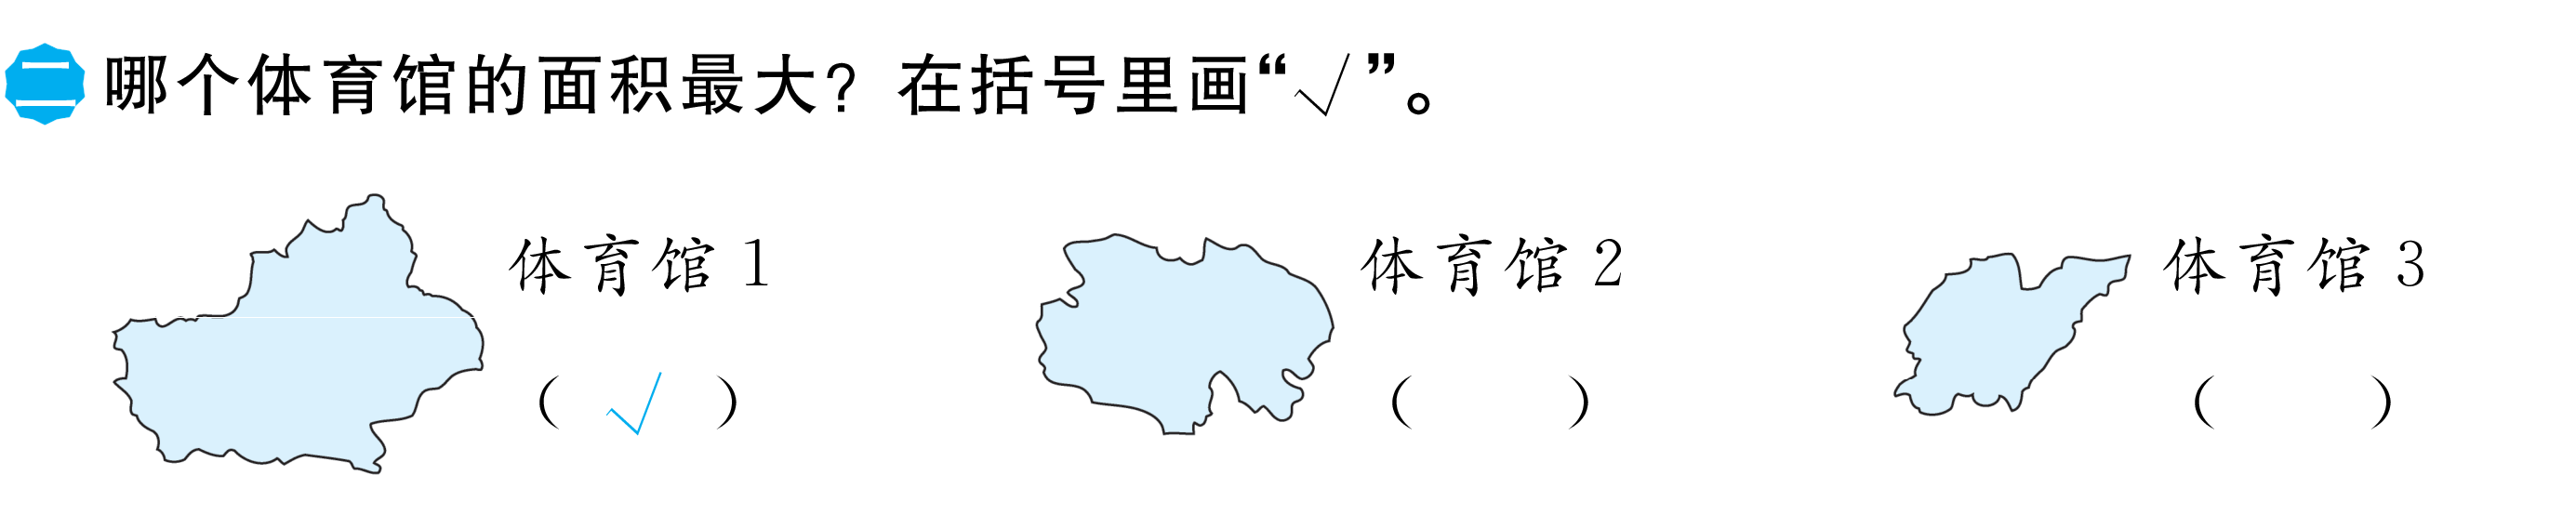 二 哪个体育馆的面积最大？在括号里画“√”。
体育馆 1 体育馆 2 体育馆 3
（ √ ） （ ） （ ）